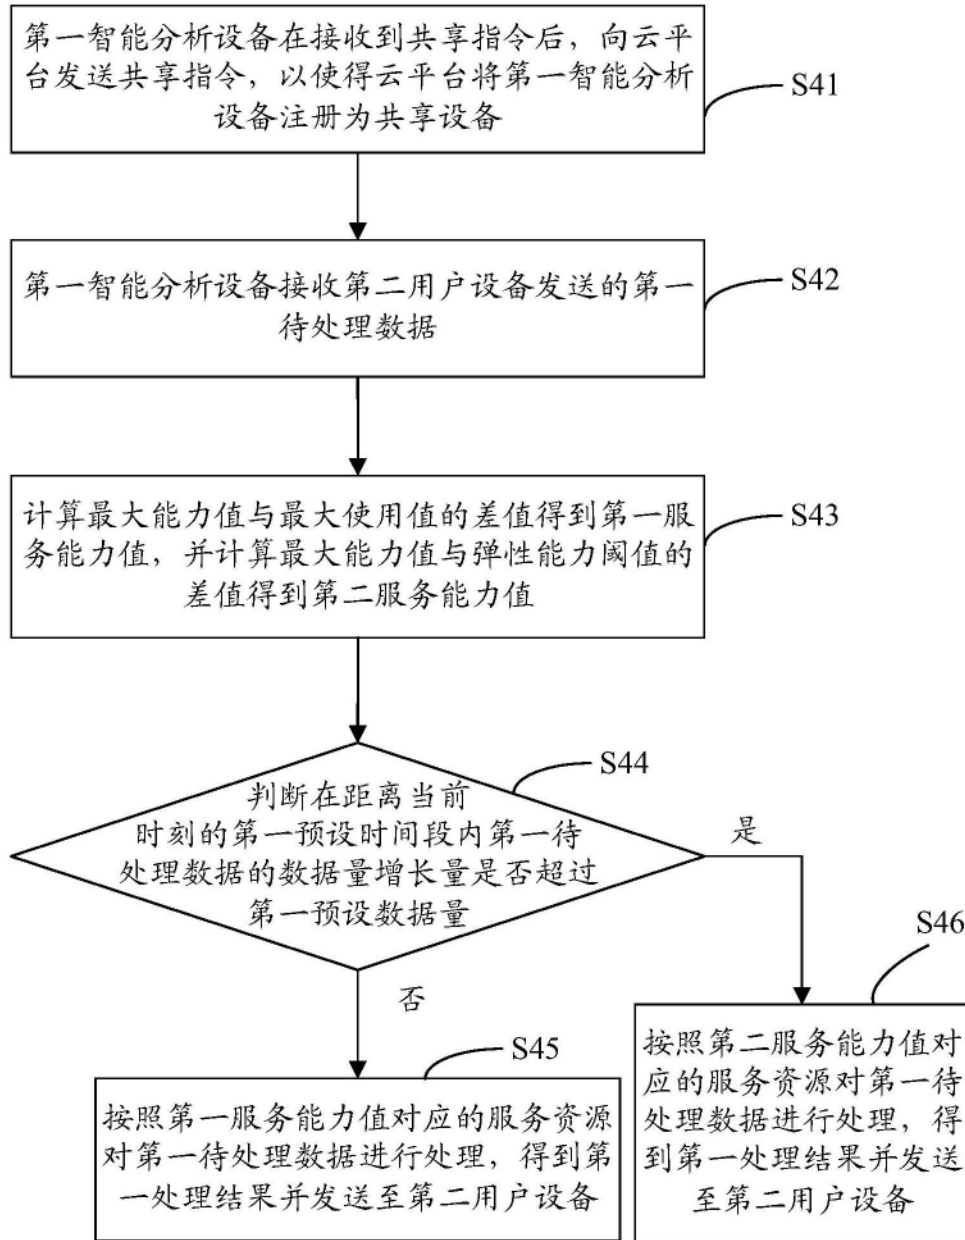 第一智能分析设备在接收到共享指令后，向云平
台发送共享指令，以使得云平台将第一智能分析
设备注册为共享设备
S41
第一智能分析设备接收第二用户设备发送的第一
待处理数据
S42
计算最大能力值与最大使用值的差值得到第一服
务能力值，并计算最大能力值与弹性能力阈值的
差值得到第二服务能力值
S43
判断在距离当前
时刻的第一预设时间段内第一待
处理数据的数据量增长量是否超过
第一预设数据量
S44
是
否
按照第一服务能力值对应的服务资源
对第一待处理数据进行处理，得到第
一处理结果并发送至第二用户设备
S45
按照第二服务能力值对
应的服务资源对第一待
处理数据进行处理，得
到第一处理结果并发送
至第二用户设备
S46